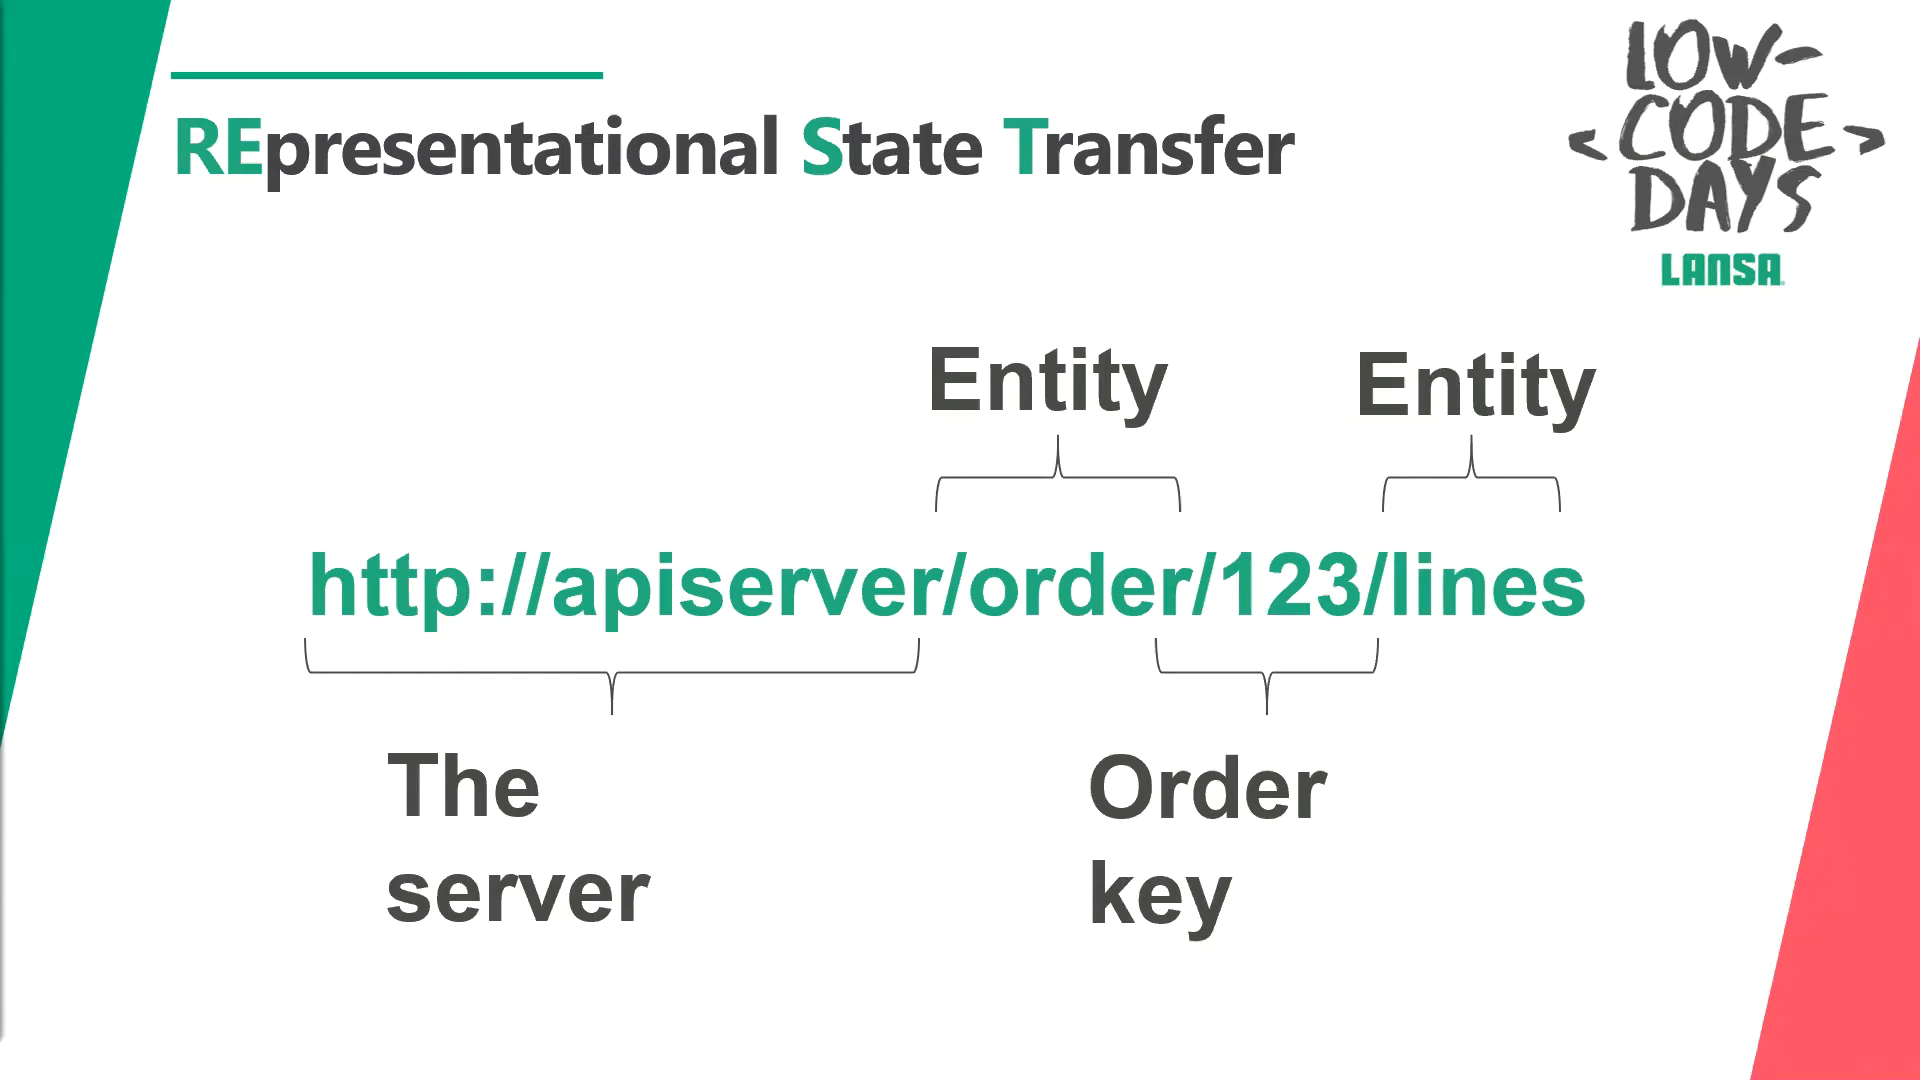 REpresentational State Transfer
LOW-
<CODE>
DAYS
LANSA
Entity
Entity
http://apiserver/order/123/lines
The
server
Order
key